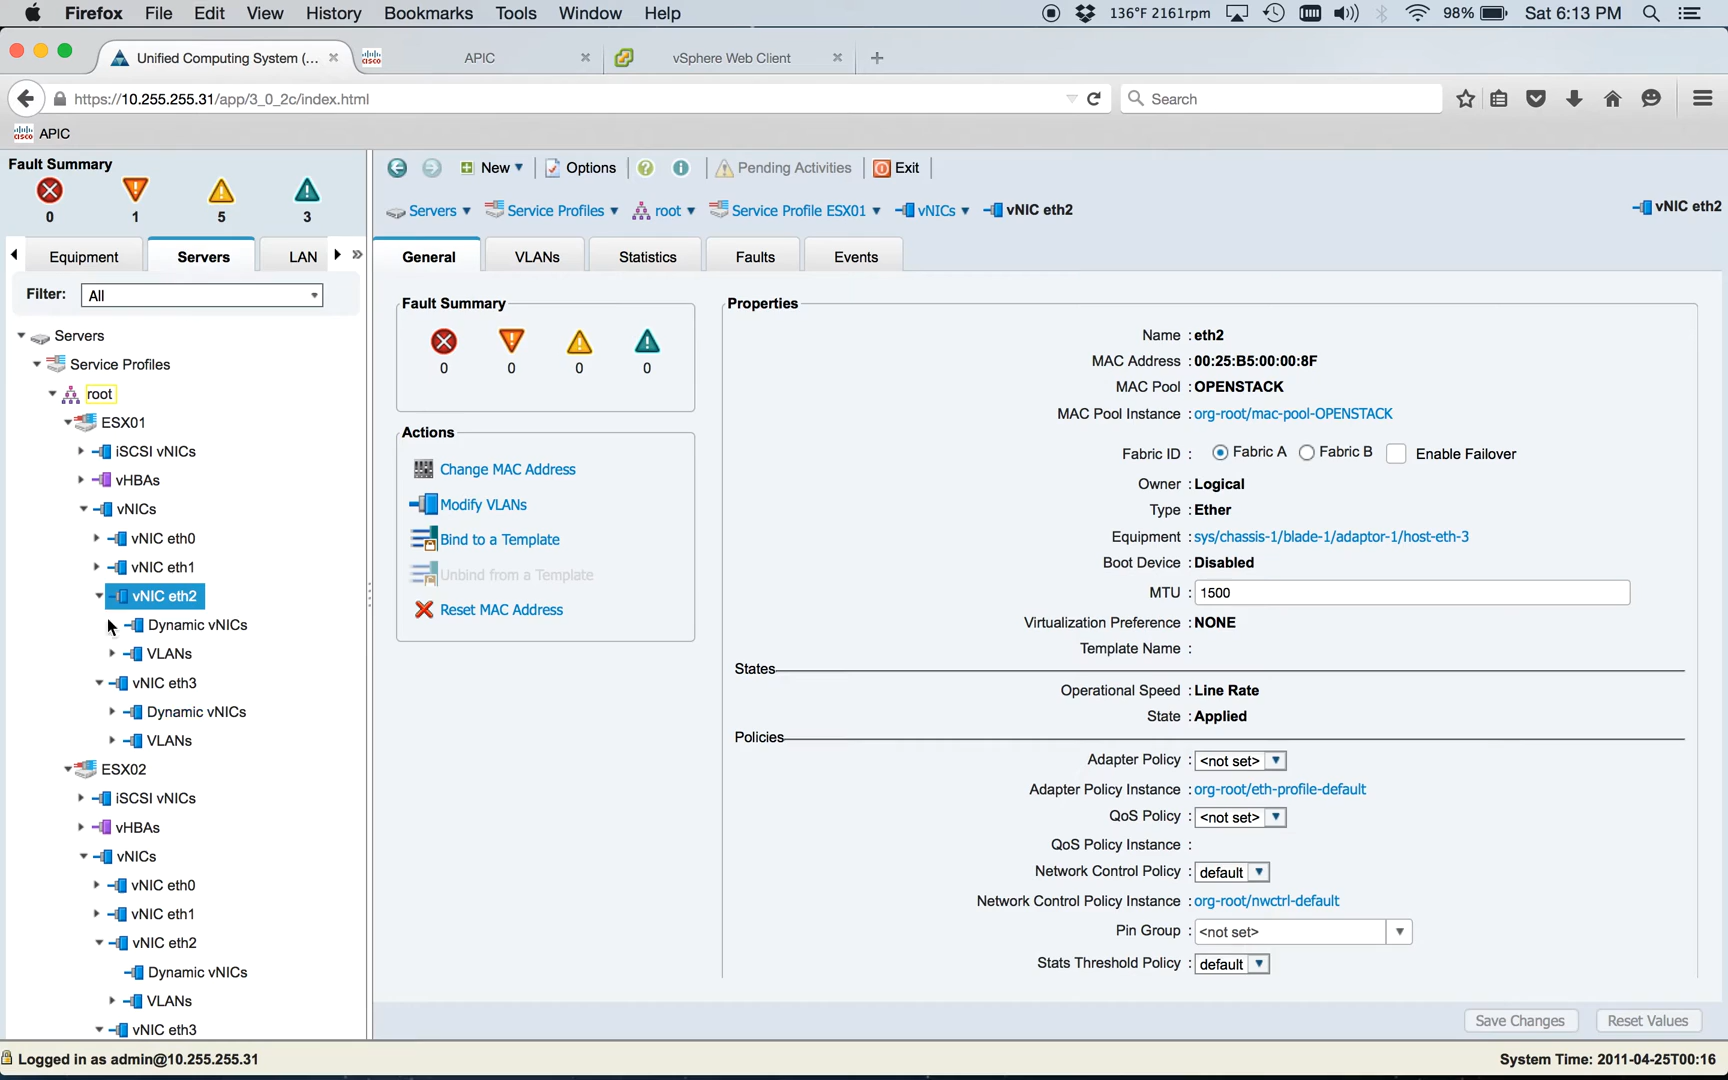 Firefox File Edit View History Bookmarks Tools Window Help 136°F 2161rpm 98% Sat 6:13 PM
Unified Computing System (... APIC vSphere Web Client
https://10.255.255.31/app/3_0_2c/index.html Search
APIC
Fault Summary
0 1 5 3
New Options Pending Activities Exit
Servers Service Profiles root Service Profile ESX01 vNICs vNIC eth2 vNIC eth2
Equipment Servers LAN
General VLANs Statistics Faults Events
Filter: All
Servers
Service Profiles
root
ESX01
iSCSI vNICs
vHBAs
vNICs
vNIC eth0
vNIC eth1
vNIC eth2
Dynamic vNICs
VLANs
vNIC eth3
Dynamic vNICs
VLANs
ESX02
iSCSI vNICs
vHBAs
vNICs
vNIC eth0
vNIC eth1
vNIC eth2
Dynamic vNICs
VLANs
vNIC eth3
Fault Summary
0 0 0 0
Actions
Change MAC Address
Modify VLANs
Bind to a Template
Unbind from a Template
Reset MAC Address
Properties
Name : eth2
MAC Address : 00:25:B5:00:00:8F
MAC Pool : OPENSTACK
MAC Pool Instance : org-root/mac-pool-OPENSTACK
Fabric ID : Fabric A Fabric B Enable Failover
Owner : Logical
Type : Ether
Equipment : sys/chassis-1/blade-1/adaptor-1/host-eth-3
Boot Device : Disabled
MTU : 1500
Virtualization Preference : NONE
Template Name :
States
Operational Speed : Line Rate
State : Applied
Policies
Adapter Policy : <not set>
Adapter Policy Instance : org-root/eth-profile-default
QoS Policy : <not set>
QoS Policy Instance :
Network Control Policy : default
Network Control Policy Instance : org-root/nwctrl-default
Pin Group : <not set>
Stats Threshold Policy : default
Save Changes Reset Values
Logged in as admin@10.255.255.31 System Time: 2011-04-25T00:16